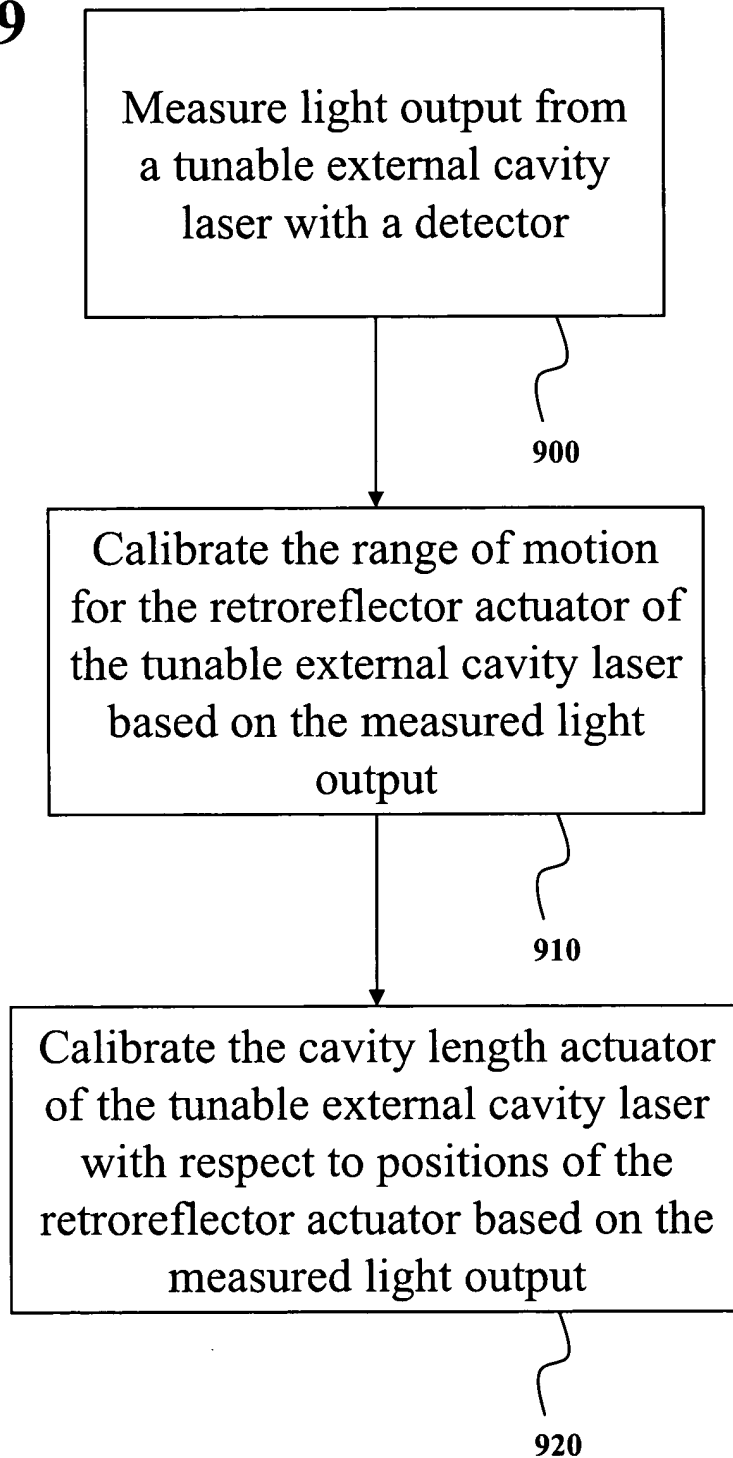 9
Measure light output from
a tunable external cavity
laser with a detector
900
Calibrate the range of motion
for the retroreflector actuator of
the tunable external cavity laser
based on the measured light
output
910
Calibrate the cavity length actuator
of the tunable external cavity laser
with respect to positions of the
retroreflector actuator based on the
measured light output
920